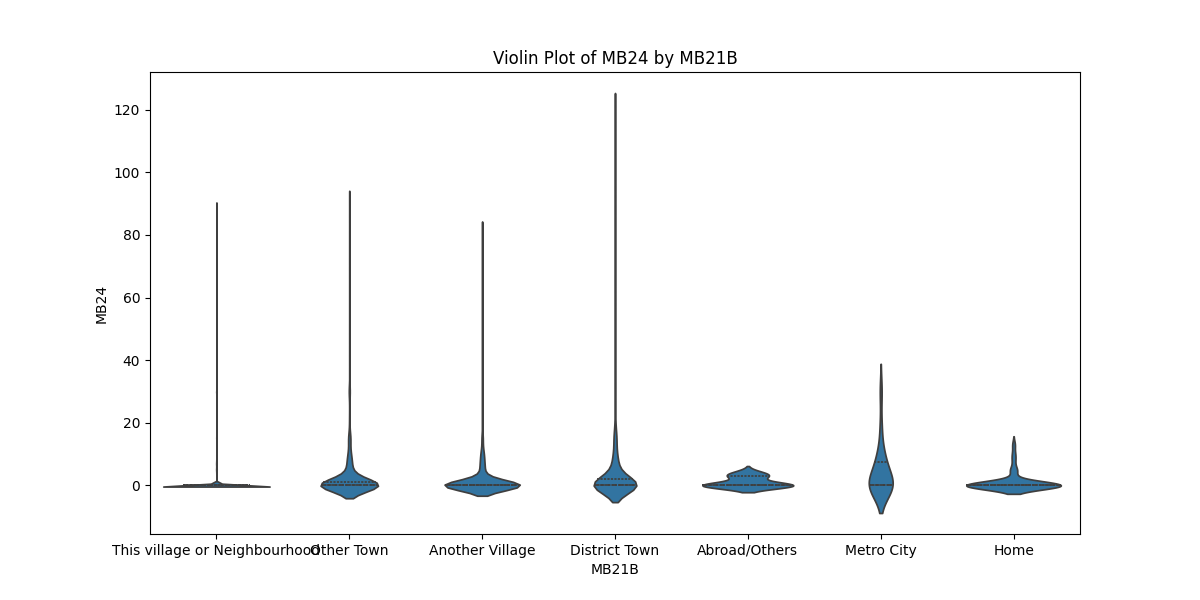 Violin Plot of MB24 by MB21B
120
100
80
60
40
20
0
MB24
This village or Neighbourhood
Other Town
Another Village
District Town
Abroad/Others
Metro City
Home
MB21B